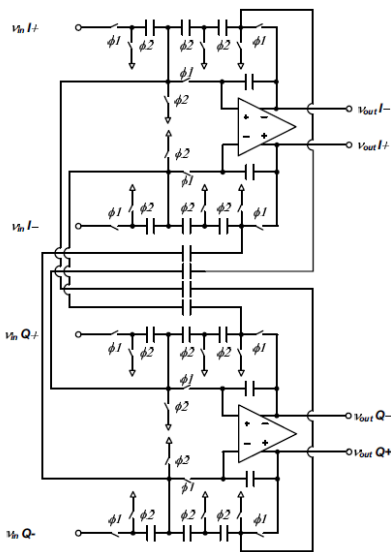 vin I+
ϕ1 ϕ2 ϕ2 ϕ2 ϕ1
ϕ1
ϕ2
+ −
vout I−
− +
vout I+
ϕ2
ϕ1
vin I−
ϕ1 ϕ2 ϕ2 ϕ2 ϕ1
vin Q+
ϕ1 ϕ2 ϕ2 ϕ2 ϕ1
ϕ1
ϕ2
+ −
vout Q−
− +
vout Q+
ϕ2
ϕ1
ϕ1 ϕ2 ϕ2 ϕ2 ϕ1
vin Q-